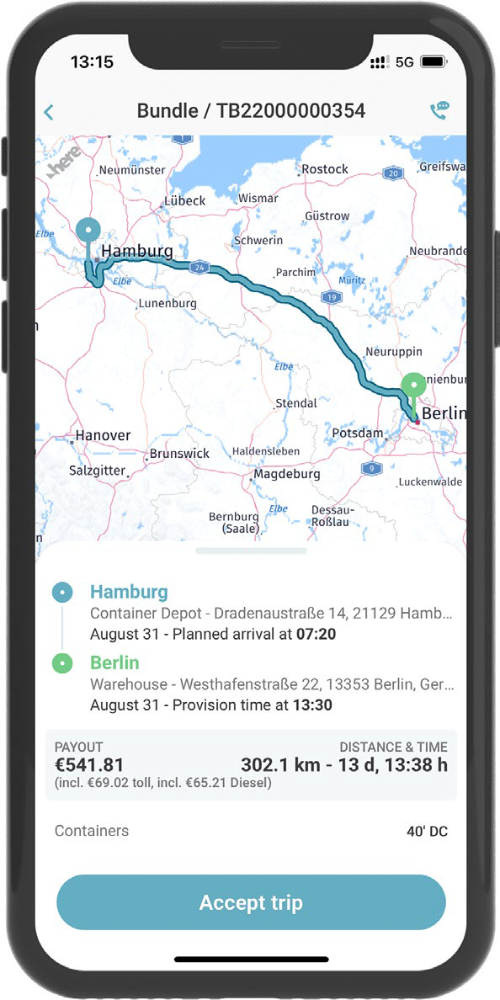 13:15
5G
Bundle / TB22000000354
1
here
Neumünster
Rostock
20
Greifswa
Lübeck
Wismar
Güstrow
Elbe
Schwerin
Neubrande
Hamburg
24
Parchim
Müritz
Elbe
19
Lunenburg
Neuruppin
Elbe
nienbur
Stendal
Berlin
Hanover
Potsdam
Brunswick
Haldensleben
Salzgitter
Magdeburg
9
Luckenwalde
Elbe
Dessau-
Roßlau
Bernburg
(Saale)
n
Hamburg
Container Depot - Dradenaustraße 14, 21129 Hamb...
August 31 - Planned arrival at 07:20
Berlin
Warehouse - Westhafenstraße 22, 13353 Berlin, Ger...
August 31 - Provision time at 13:30
PAYOUT DISTANCE & TIME
€541.81 302.1 km - 13 d, 13:38 h
(incl. €69.02 toll, incl. €65.21 Diesel)
Containers 40' DC
Accept trip